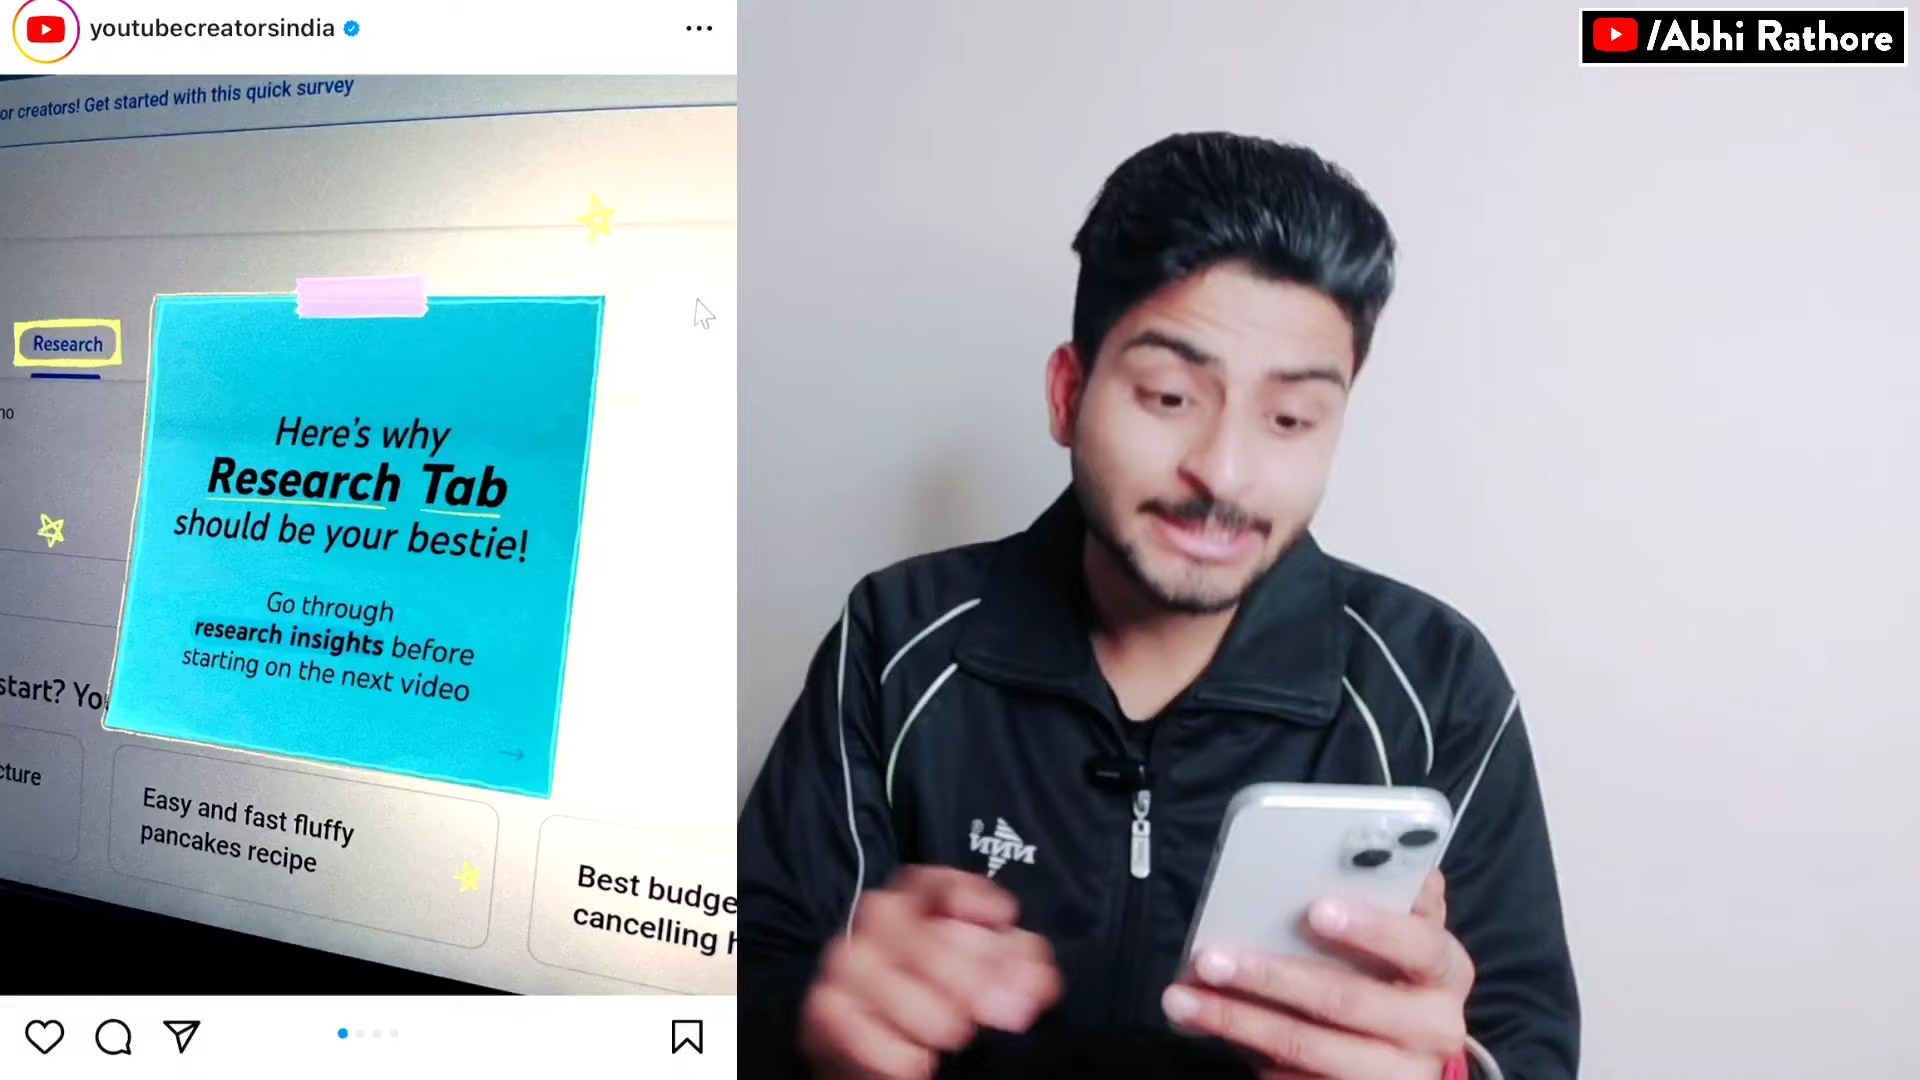 youtubecreatorsindia
or creators! Get started with this quick survey
Research
Here's why
Research Tab
should be your bestie!
Go through
research insights before
starting on the next video
start? Yo
cture
Easy and fast fluffy
pancakes recipe
Best budge
cancelling
/Abhi Rathore